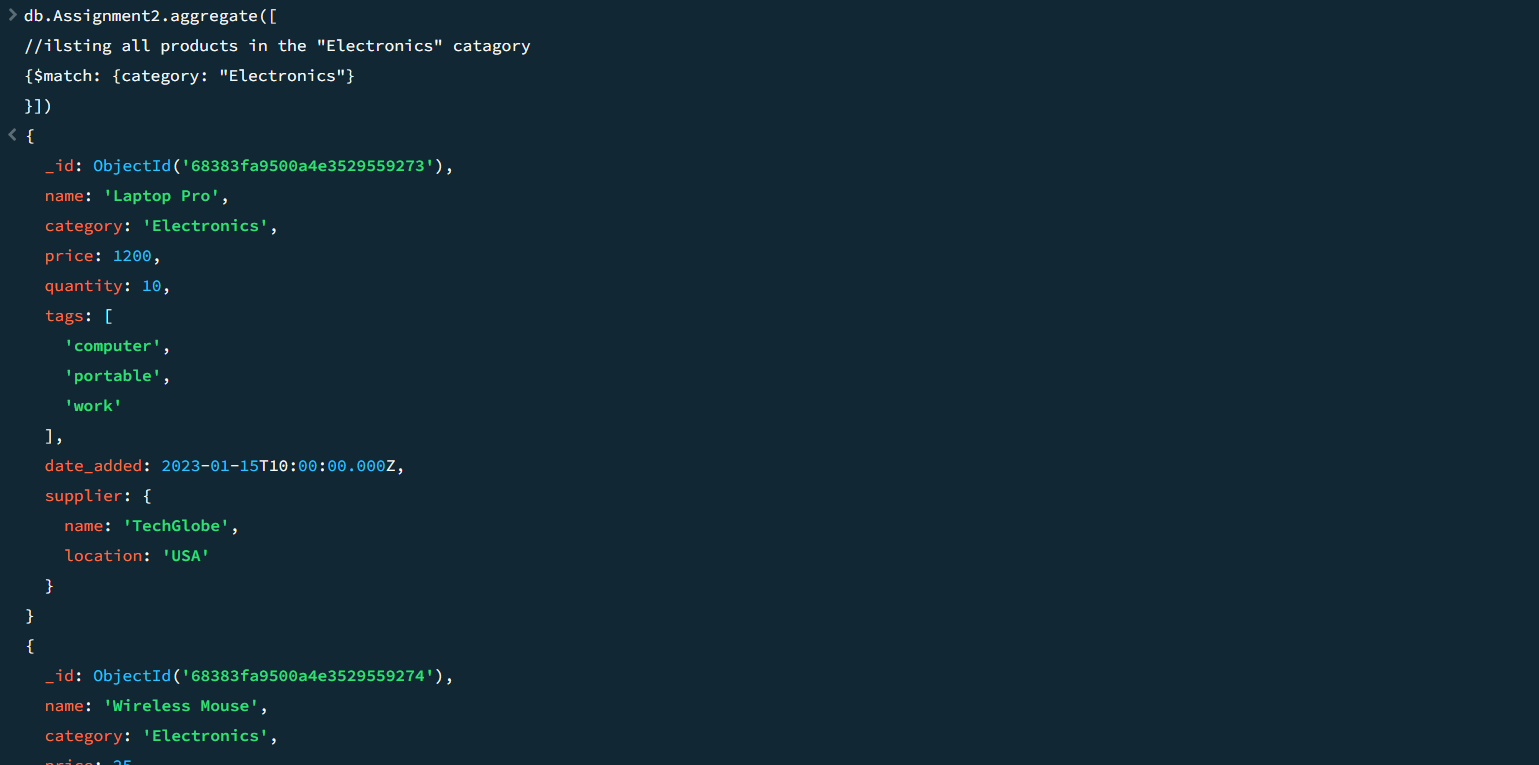 > db.Assignment2.aggregate([
//ilsting all products in the "Electronics" catagory
{$match: {category: "Electronics"}
}])
< {
_id: ObjectId('68383fa9500a4e3529559273'),
name: 'Laptop Pro',
category: 'Electronics',
price: 1200,
quantity: 10,
tags: [
'computer',
'portable',
'work'
],
date_added: 2023-01-15T10:00:00.000Z,
supplier: {
name: 'TechGlobe',
location: 'USA'
}
}
{
_id: ObjectId('68383fa9500a4e3529559274'),
name: 'Wireless Mouse',
category: 'Electronics',
price: 25